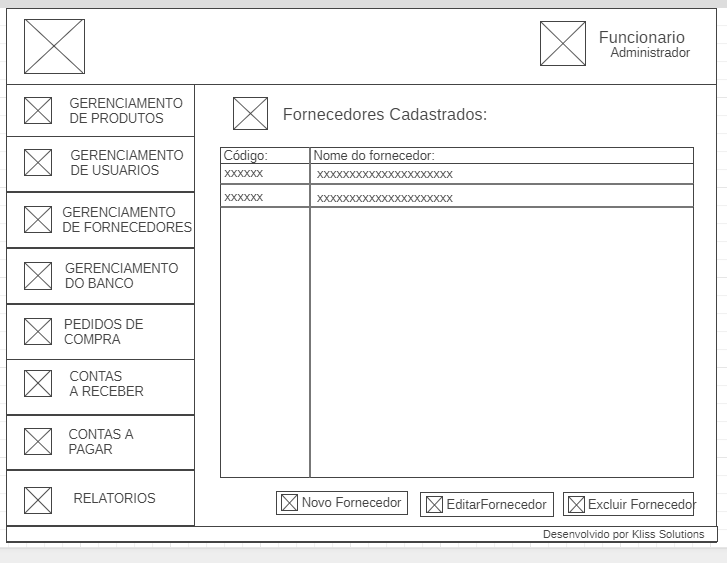 Funcionario
Administrador
GERENCIAMENTO
DE PRODUTOS
GERENCIAMENTO
DE USUARIOS
GERENCIAMENTO
DE FORNECEDORES
GERENCIAMENTO
DO BANCO
PEDIDOS DE
COMPRA
CONTAS
A RECEBER
CONTAS A
PAGAR
RELATORIOS
Fornecedores Cadastrados:
Código: Nome do fornecedor:
xxxxxx xxxxxxxxxxxxxxxxxxxxx
xxxxxx xxxxxxxxxxxxxxxxxxxxx
Novo Fornecedor EditarFornecedor Excluir Fornecedor
Desenvolvido por Kliss Solutions